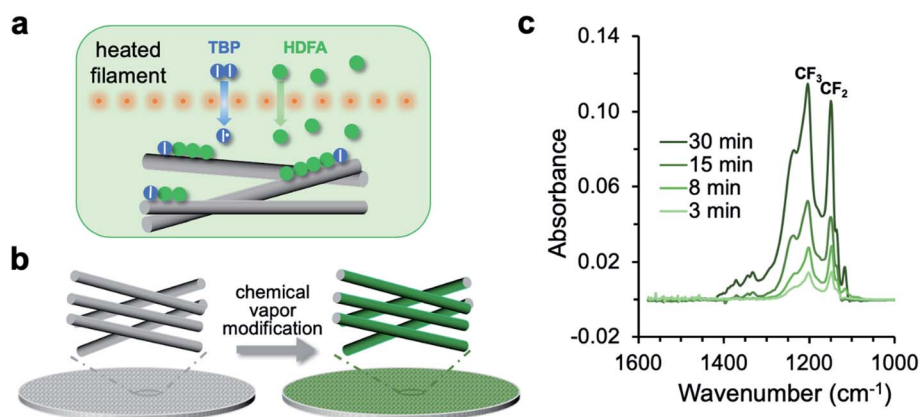 a
heated
filament
TBP
HDFA
I I
I•
I
I
I
b
chemical
vapor
modification
c
Absorbance
0.14
0.10
0.06
0.02
-0.02
CF₃
CF₂
30 min
15 min
8 min
3 min
1600 1400 1200 1000
Wavenumber (cm⁻¹)